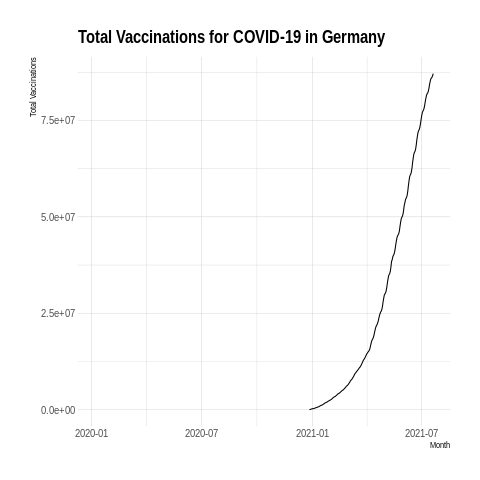 Total Vaccinations for COVID-19 in Germany
Total Vaccinations
7.5e+07
5.0e+07
2.5e+07
0.0e+00
2020-01
2020-07
2021-01
2021-07
Month